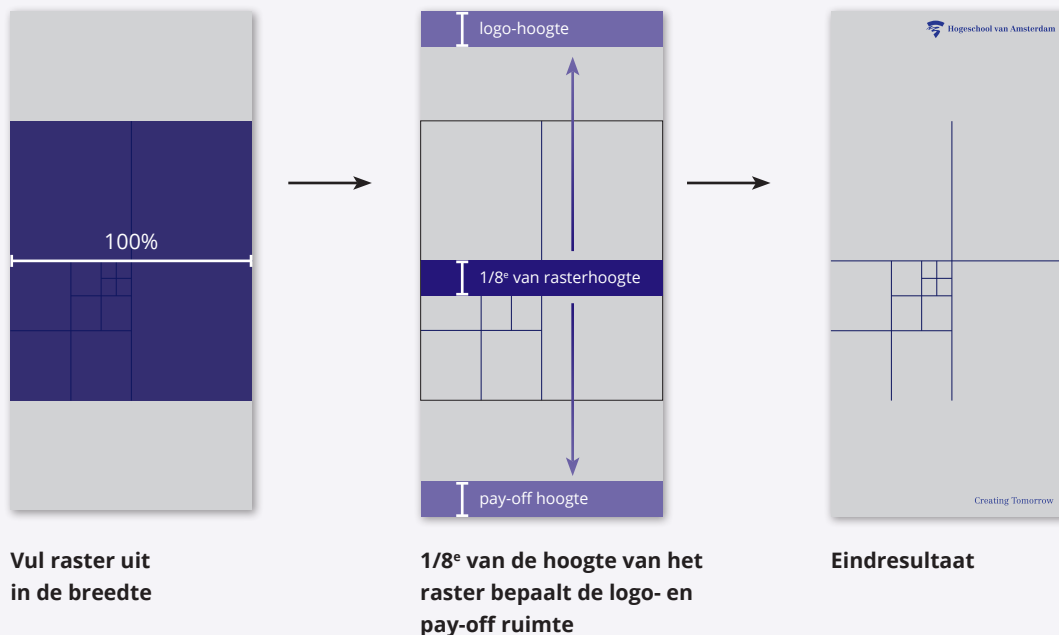 logo-hoogte
Hogeschool van Amsterdam
100%
1/8e van rasterhoogte
pay-off hoogte
Creating Tomorrow
Vul raster uit
in de breedte
1/8e van de hoogte van het
raster bepaalt de logo- en
pay-off ruimte
Eindresultaat